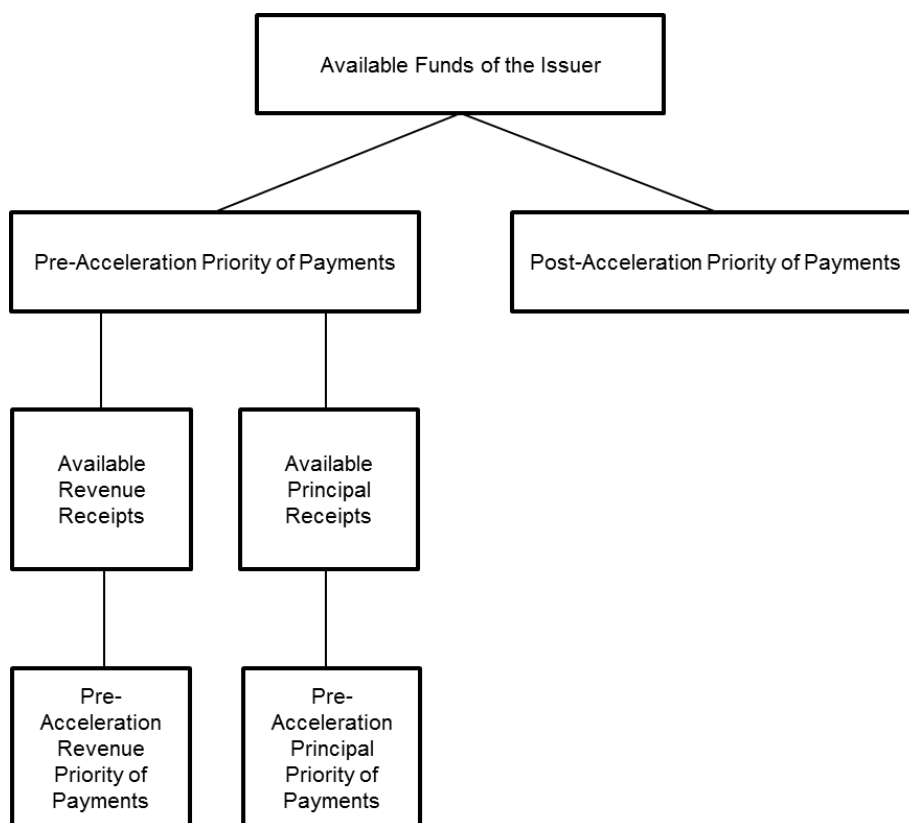 Available Funds of the Issuer
Pre-Acceleration Priority of Payments
Post-Acceleration Priority of Payments
Available
Revenue
Receipts
Available
Principal
Receipts
Pre-
Acceleration
Revenue
Priority of
Payments
Pre-
Acceleration
Principal
Priority of
Payments